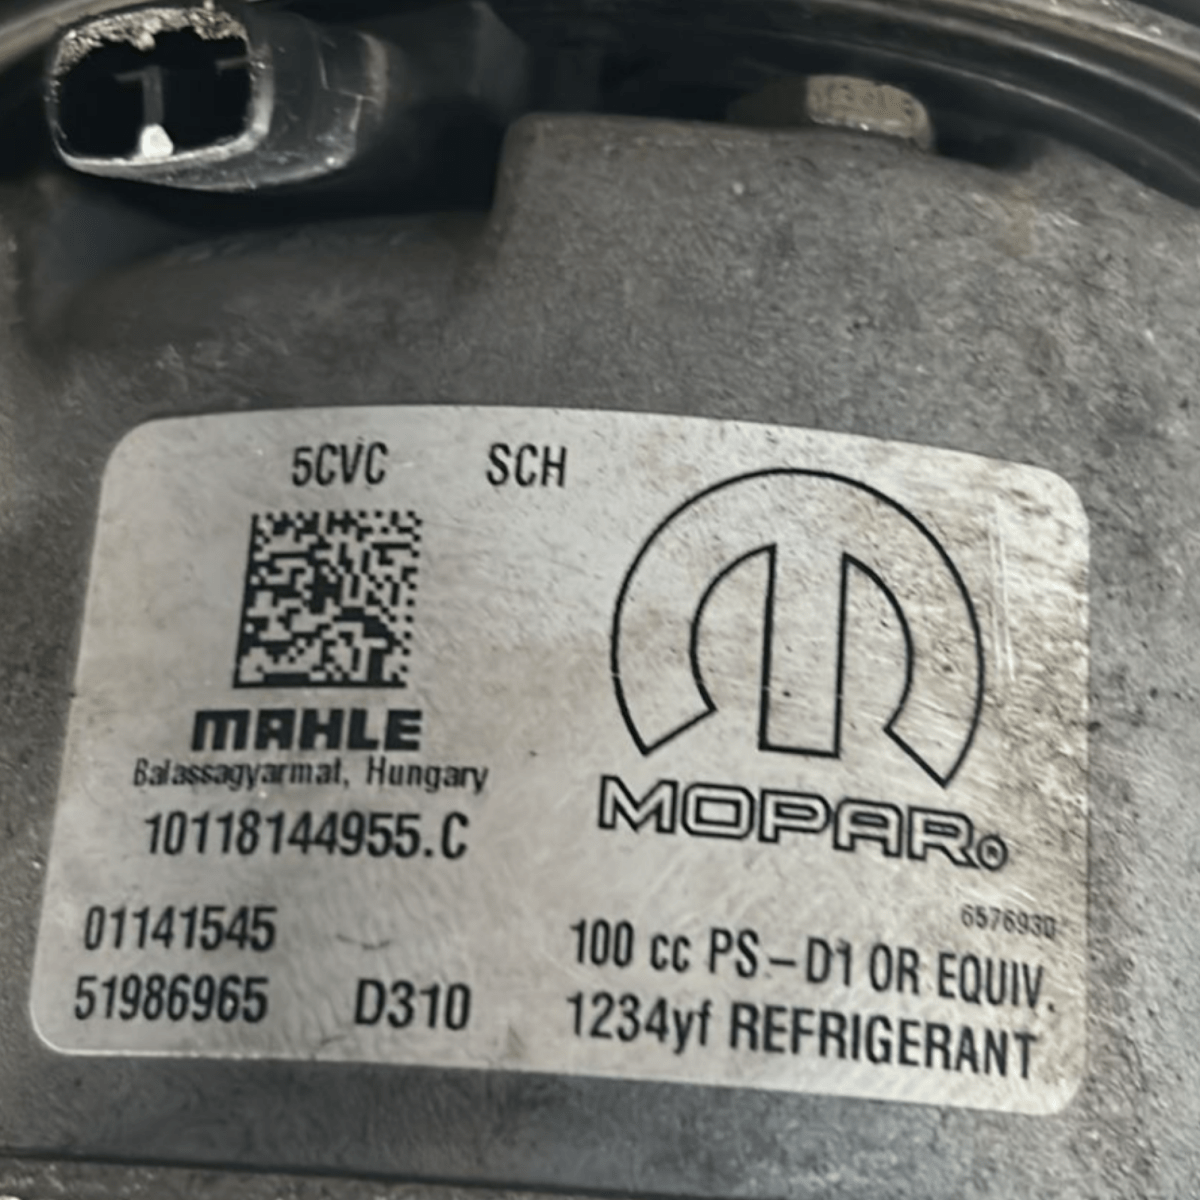 5CVC SCH
MAHLE
Balassagyarmat, Hungary
10118144955.C
MOPAR®
6576930
01141545
51986965 D310
100 cc PS-D1 OR EQUIV.
1234yf REFRIGERANT